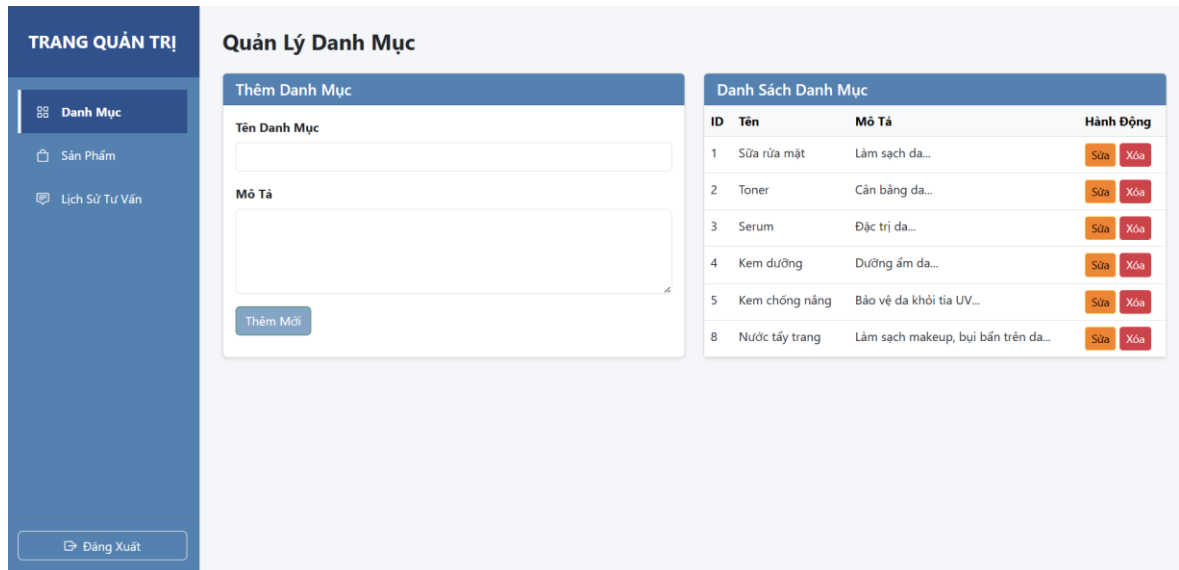 TRANG QUẢN TRỊ
Danh Mục
Sản Phẩm
Lịch Sử Tư Vấn
Đăng Xuất
Quản Lý Danh Mục
Thêm Danh Mục
Tên Danh Mục
Mô Tả
Thêm Mới
Danh Sách Danh Mục
ID Tên Mô Tả Hành Động
1 Sữa rửa mặt Làm sạch da... Sửa Xóa
2 Toner Cân bằng da... Sửa Xóa
3 Serum Đặc trị da... Sửa Xóa
4 Kem dưỡng Dưỡng ẩm da... Sửa Xóa
5 Kem chống nắng Bảo vệ da khỏi tia UV... Sửa Xóa
8 Nước tẩy trang Làm sạch makeup, bụi bẩn trên da... Sửa Xóa